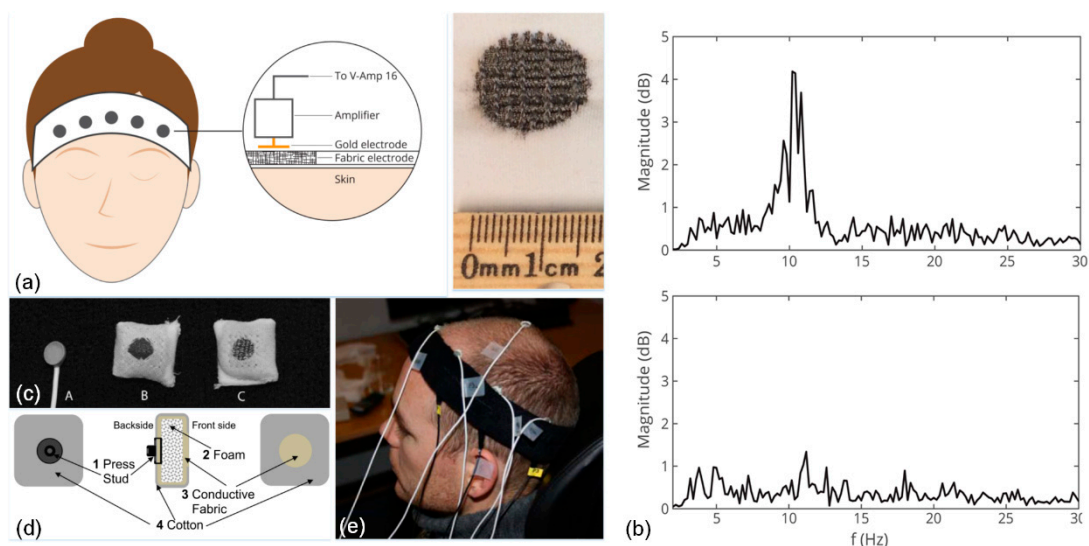 To V-Amp 16
Amplifier
Gold electrode
Fabric electrode
Skin
(a)
0mm 1 cm 2
5
4
3
2
1
0
Magnitude (dB)
5 10 15 20 25 30
5
4
3
2
1
0
Magnitude (dB)
5 10 15 20 25 30
f (Hz)
(b)
(c)
A B C
Backside Front side
1 Press
Stud
2 Foam
3 Conductive
Fabric
4 Cotton
(d)
(e)